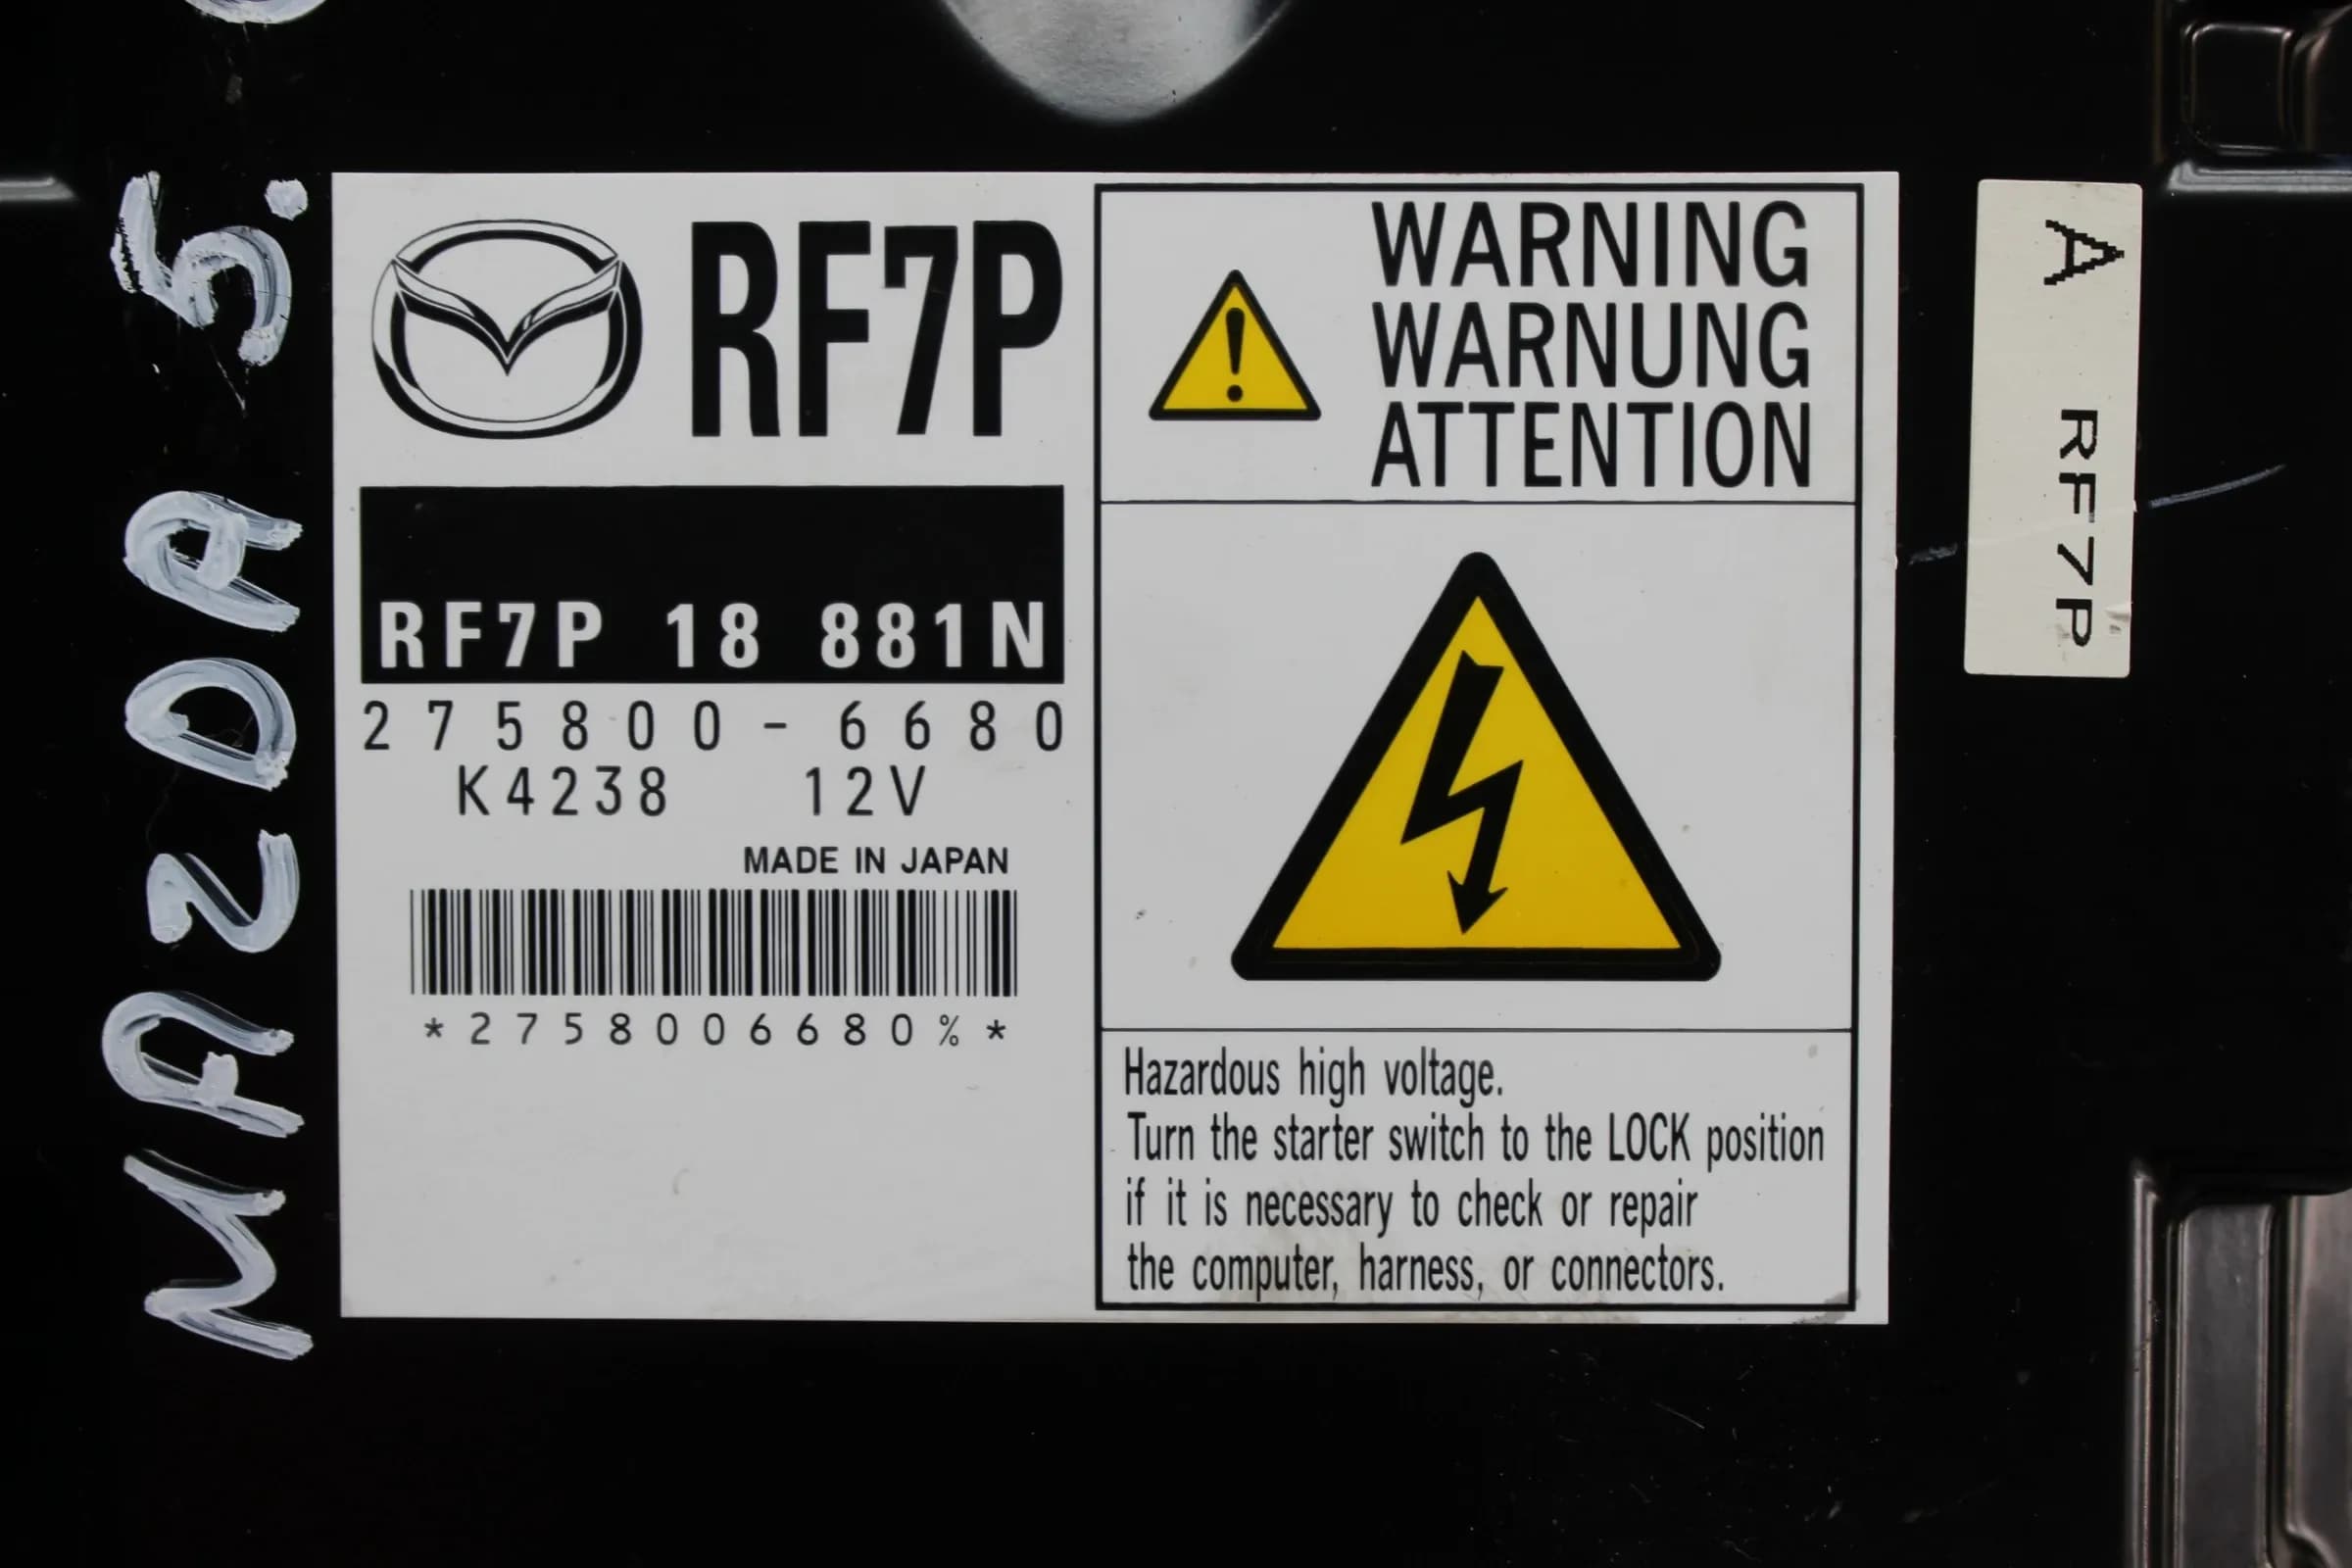 MAZDA 5.
RF7P
RF7P 18 881N
275800-6680
K4238 12V
MADE IN JAPAN
*2758006680%*
WARNING
WARNUNG
ATTENTION
Hazardous high voltage.
Turn the starter switch to the LOCK position
if it is necessary to check or repair
the computer, harness, or connectors.
A RF7P